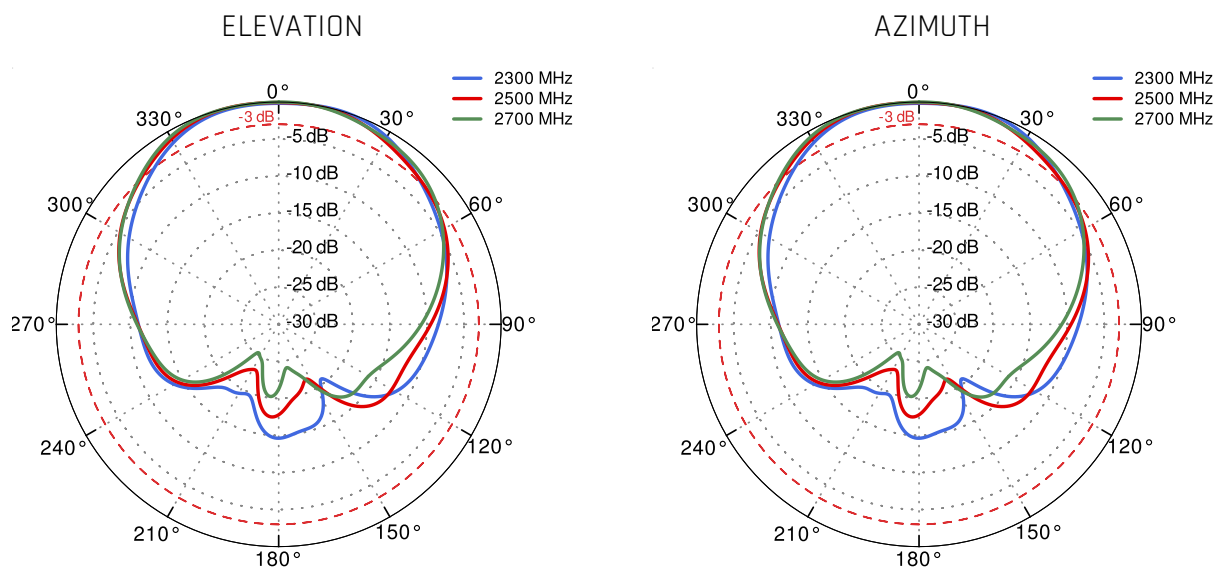 ELEVATION
2300 MHz
2500 MHz
2700 MHz
0°
330°
-3 dB
30°
-5 dB
-10 dB
300°
60°
-15 dB
-20 dB
-25 dB
270°
-30 dB
90°
240°
120°
210°
150°
180°
AZIMUTH
2300 MHz
2500 MHz
2700 MHz
0°
330°
-3 dB
30°
-5 dB
-10 dB
300°
60°
-15 dB
-20 dB
-25 dB
270°
-30 dB
90°
240°
120°
210°
150°
180°